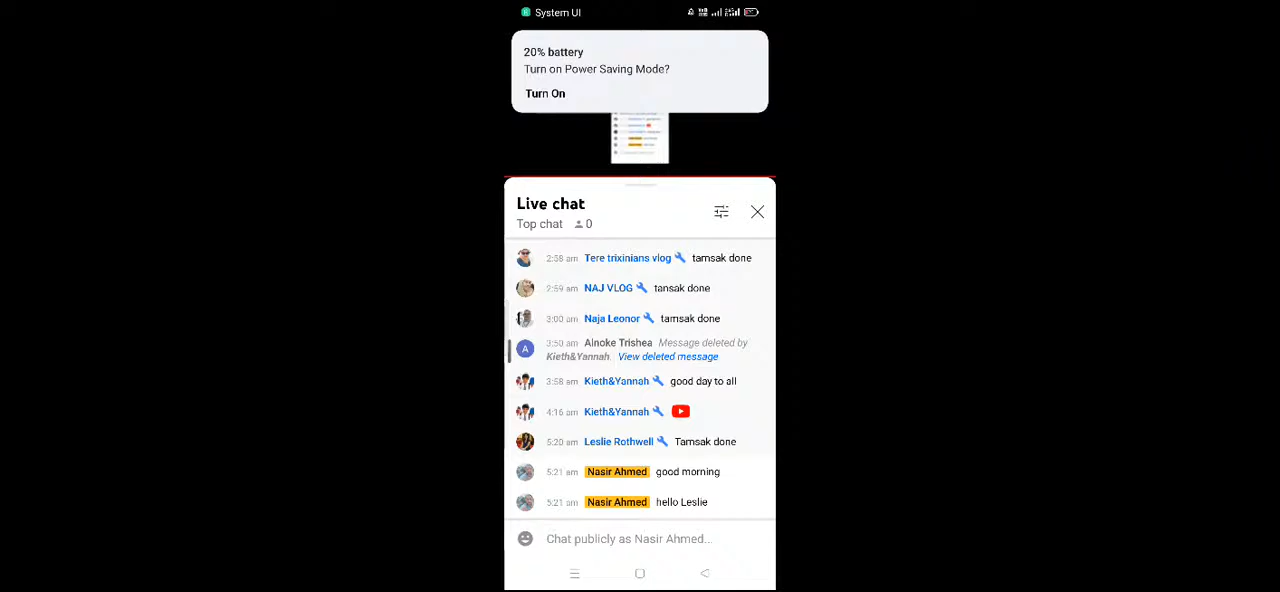 System UI
20% battery
Turn on Power Saving Mode?
Turn On
Live chat
Top chat 0
2:58 am Tere trixinians vlog tamsak done
2:59 am NAJ VLOG tansak done
3:00 am Naja Leonor tamsak done
3:50 am Alnoke Trishea Message deleted by
Kieth&Yannah. View deleted message
A
3:58 am Kieth&Yannah good day to all
4:16 am Kieth&Yannah
5:20 am Leslie Rothwell Tamsak done
5:21 am Nasir Ahmed good morning
5:21 am Nasir Ahmed hello Leslie
Chat publicly as Nasir Ahmed...